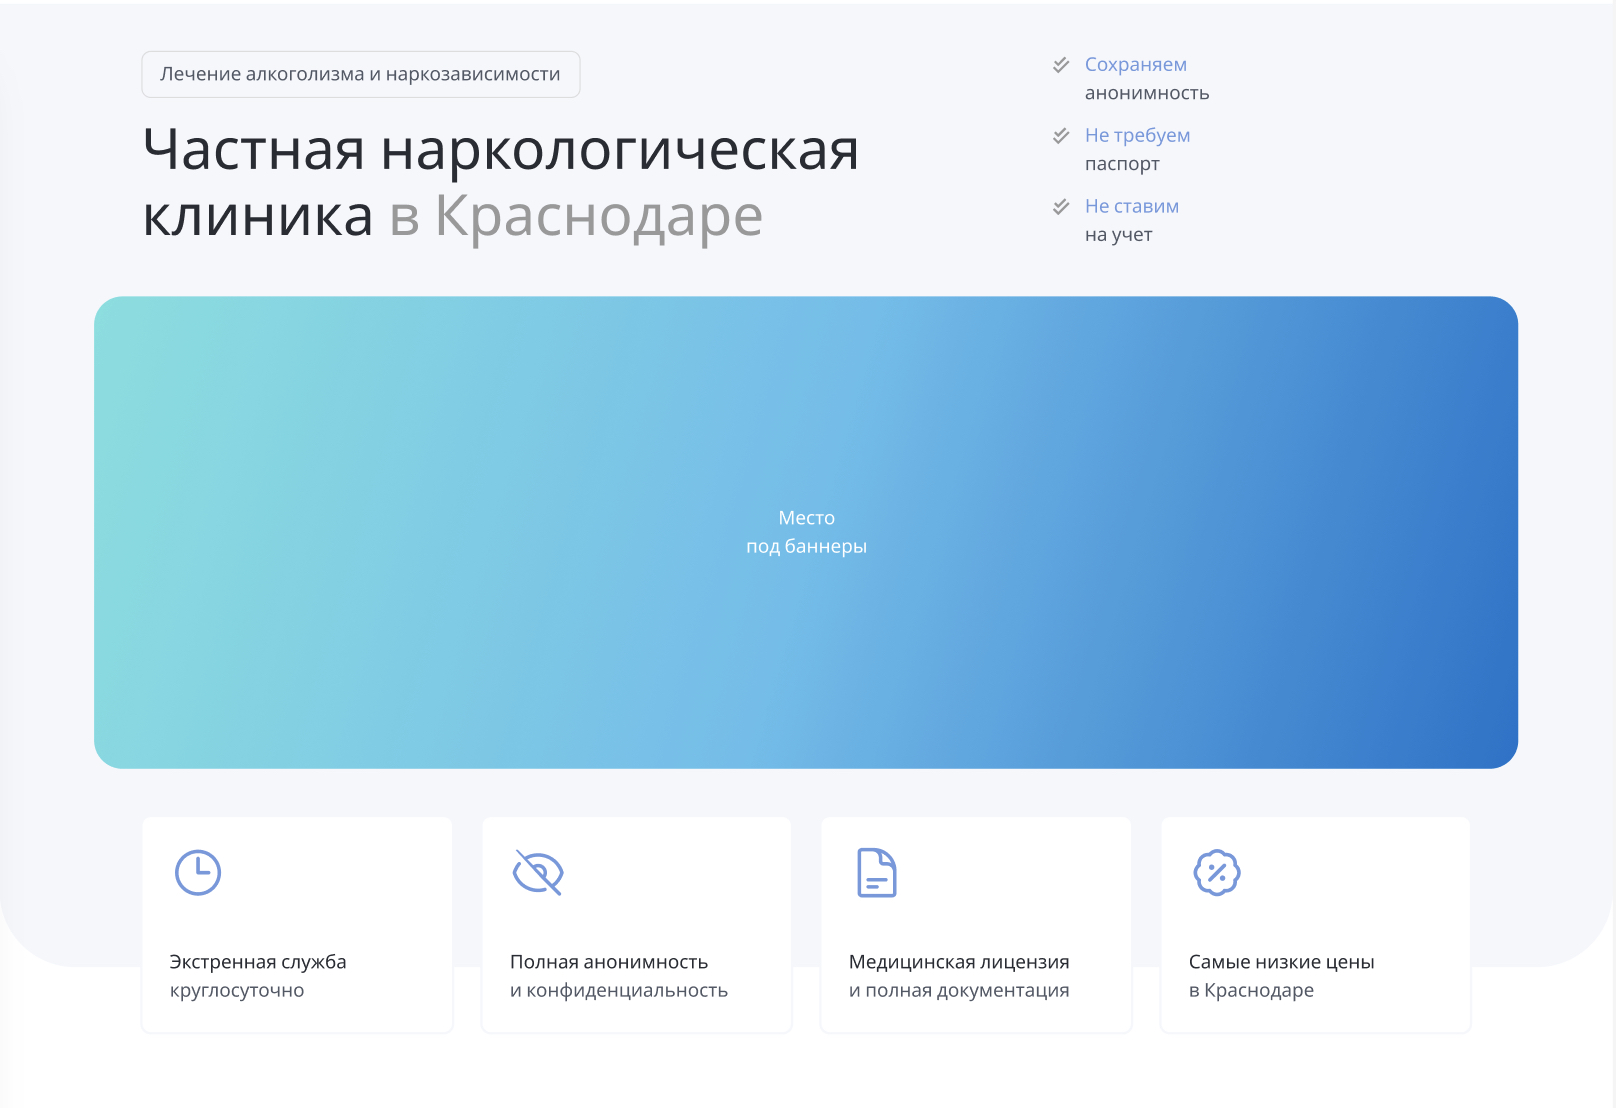 Лечение алкоголизма и наркозависимости
Частная наркологическая
клиника в Краснодаре
Сохраняем
анонимность
Не требуем
паспорт
Не ставим
на учет
Место
под баннеры
Экстренная служба
круглосуточно
Полная анонимность
и конфиденциальность
Медицинская лицензия
и полная документация
Самые низкие цены
в Краснодаре